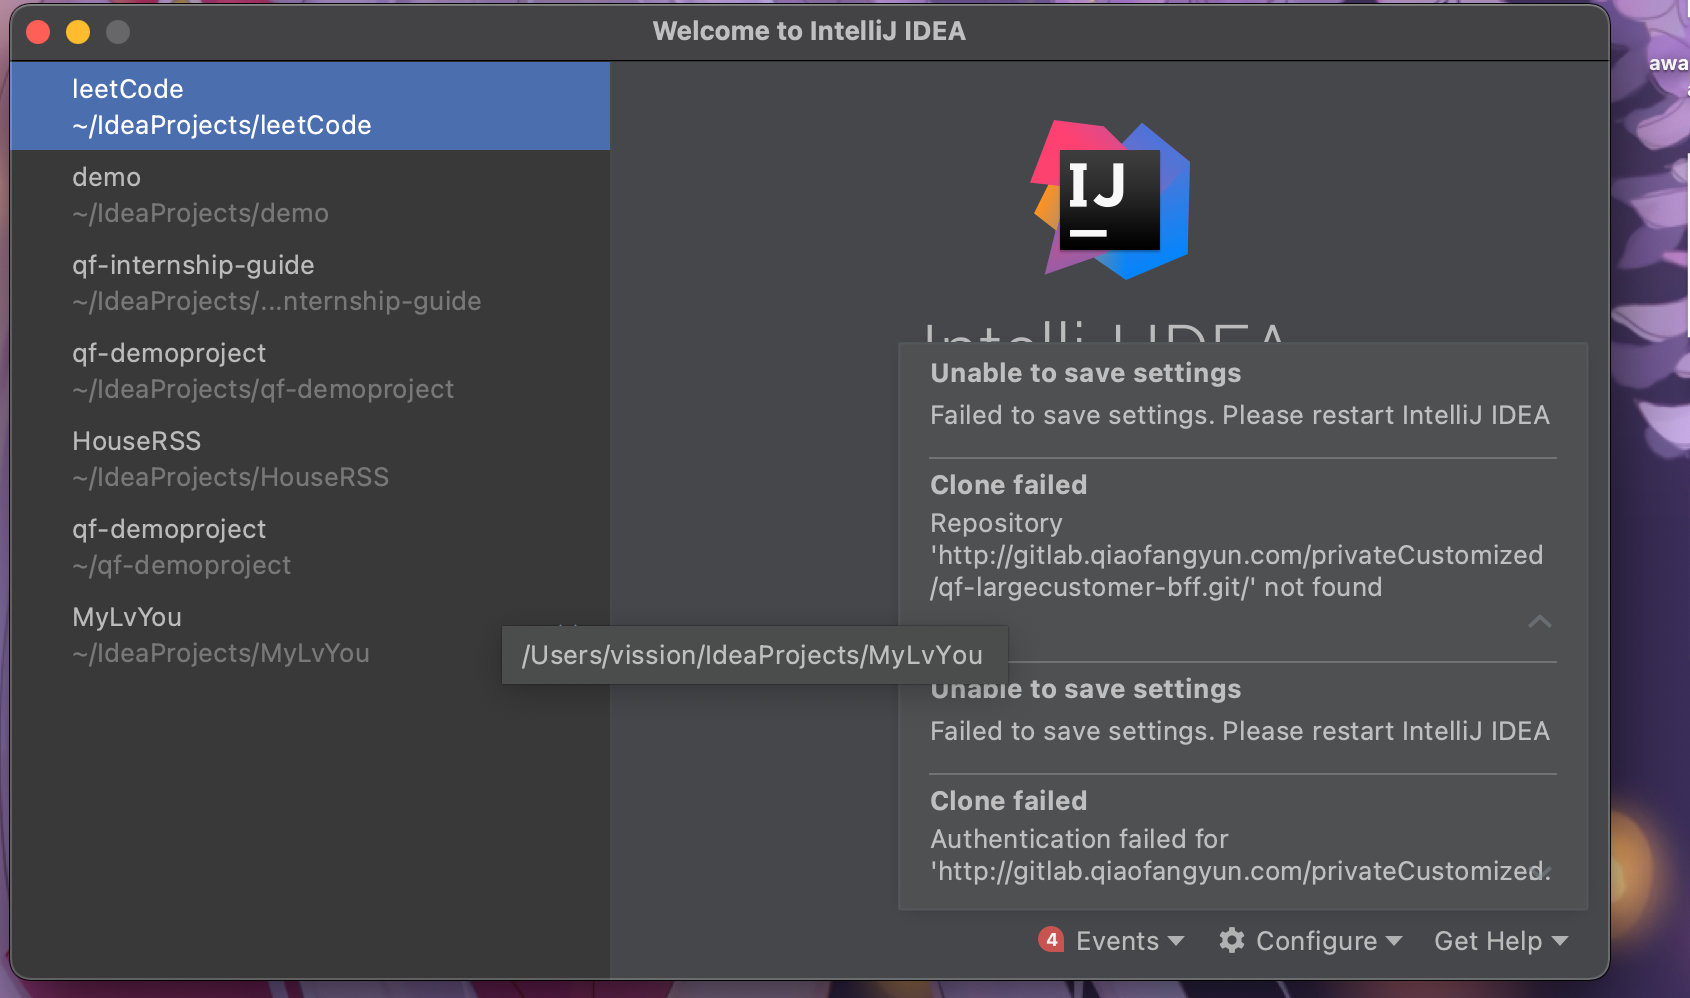 Welcome to IntelliJ IDEA
leetCode
~/IdeaProjects/leetCode
demo
~/IdeaProjects/demo
qf-internship-guide
~/IdeaProjects/...nternship-guide
qf-demoproject
~/IdeaProjects/qf-demoproject
HouseRSS
~/IdeaProjects/HouseRSS
qf-demoproject
~/qf-demoproject
MyLvYou
~/IdeaProjects/MyLvYou
/Users/vission/IdeaProjects/MyLvYou
IJ
IntelliJ IDEA
Unable to save settings
Failed to save settings. Please restart IntelliJ IDEA
Clone failed
Repository
'http://gitlab.qiaofangyun.com/privateCustomized
/qf-largecustomer-bff.git/' not found
Unable to save settings
Failed to save settings. Please restart IntelliJ IDEA
Clone failed
Authentication failed for
'http://gitlab.qiaofangyun.com/privateCustomized.
4 Events
Configure
Get Help
awa